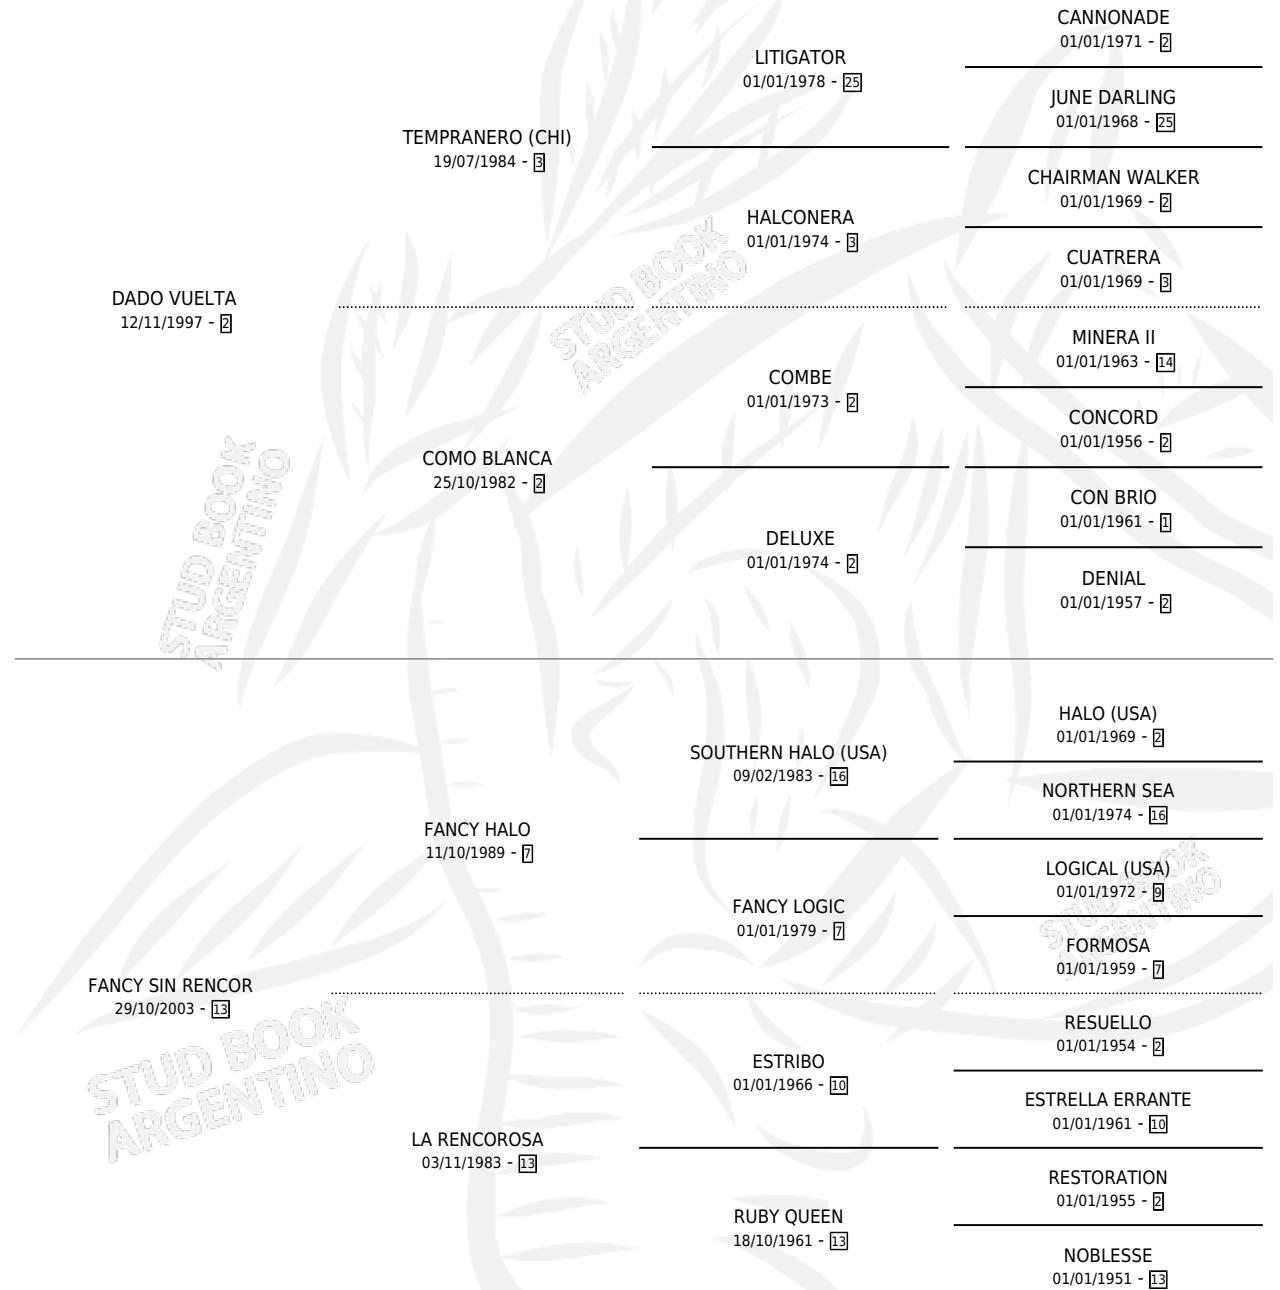 CANNONADE
01/01/1971 - 2
LITIGATOR
01/01/1978 - 25
JUNE DARLING
01/01/1968 - 25
TEMPRANERO (CHI)
19/07/1984 - 3
CHAIRMAN WALKER
01/01/1969 - 2
HALCONERA
01/01/1974 - 3
CUATRERA
01/01/1969 - 3
DADO VUELTA
12/11/1997 - 2
MINERA II
01/01/1963 - 14
COMBE
01/01/1973 - 2
CONCORD
01/01/1956 - 2
COMO BLANCA
25/10/1982 - 2
CON BRIO
01/01/1961 - 1
DELUXE
01/01/1974 - 2
DENIAL
01/01/1957 - 2
HALO (USA)
01/01/1969 - 2
SOUTHERN HALO (USA)
09/02/1983 - 16
NORTHERN SEA
01/01/1974 - 16
FANCY HALO
11/10/1989 - 7
LOGICAL (USA)
01/01/1972 - 9
FANCY LOGIC
01/01/1979 - 7
FORMOSA
01/01/1959 - 7
FANCY SIN RENCOR
29/10/2003 - 13
RESUELLO
01/01/1954 - 2
ESTRIBO
01/01/1966 - 10
ESTRELLA ERRANTE
01/01/1961 - 10
LA RENCOROSA
03/11/1983 - 13
RESTORATION
01/01/1955 - 2
RUBY QUEEN
18/10/1961 - 13
NOBLESSE
01/01/1951 - 13
STUD BOOK
ARGENTINO
STUD BOOK
ARGENTINO
STUD BOOK
ARGENTINO
STUD BOOK
ARGENTINO